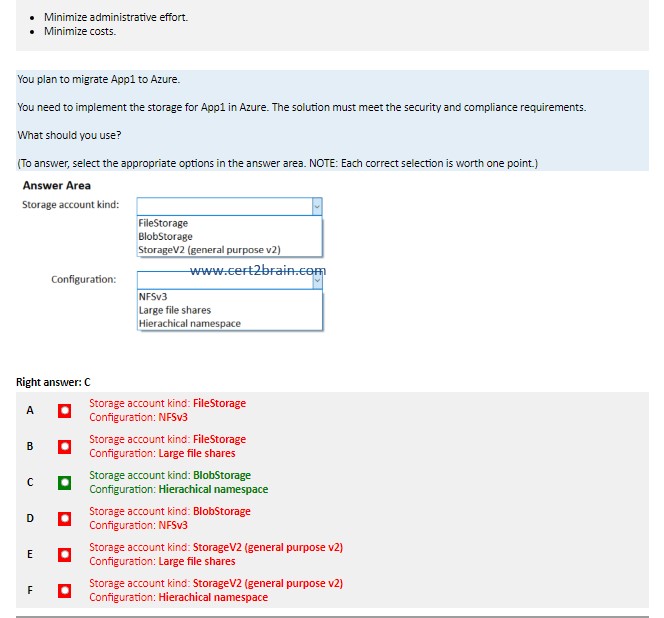 Minimize administrative effort.
Minimize costs.
You plan to migrate App1 to Azure.
You need to implement the storage for App1 in Azure. The solution must meet the security and compliance requirements.
What should you use?
(To answer, select the appropriate options in the answer area. NOTE: Each correct selection is worth one point.)
Answer Area
Storage account kind:
FileStorage
BlobStorage
StorageV2 (general purpose v2)
www.cert2brain.com
Configuration:
NFSv3
Large file shares
Hierachical namespace
Right answer: C
A
Storage account kind: FileStorage
Configuration: NFSv3
B
Storage account kind: FileStorage
Configuration: Large file shares
C
Storage account kind: BlobStorage
Configuration: Hierachical namespace
D
Storage account kind: BlobStorage
Configuration: NFSv3
E
Storage account kind: StorageV2 (general purpose v2)
Configuration: Large file shares
F
Storage account kind: StorageV2 (general purpose v2)
Configuration: Hierarchical namespace